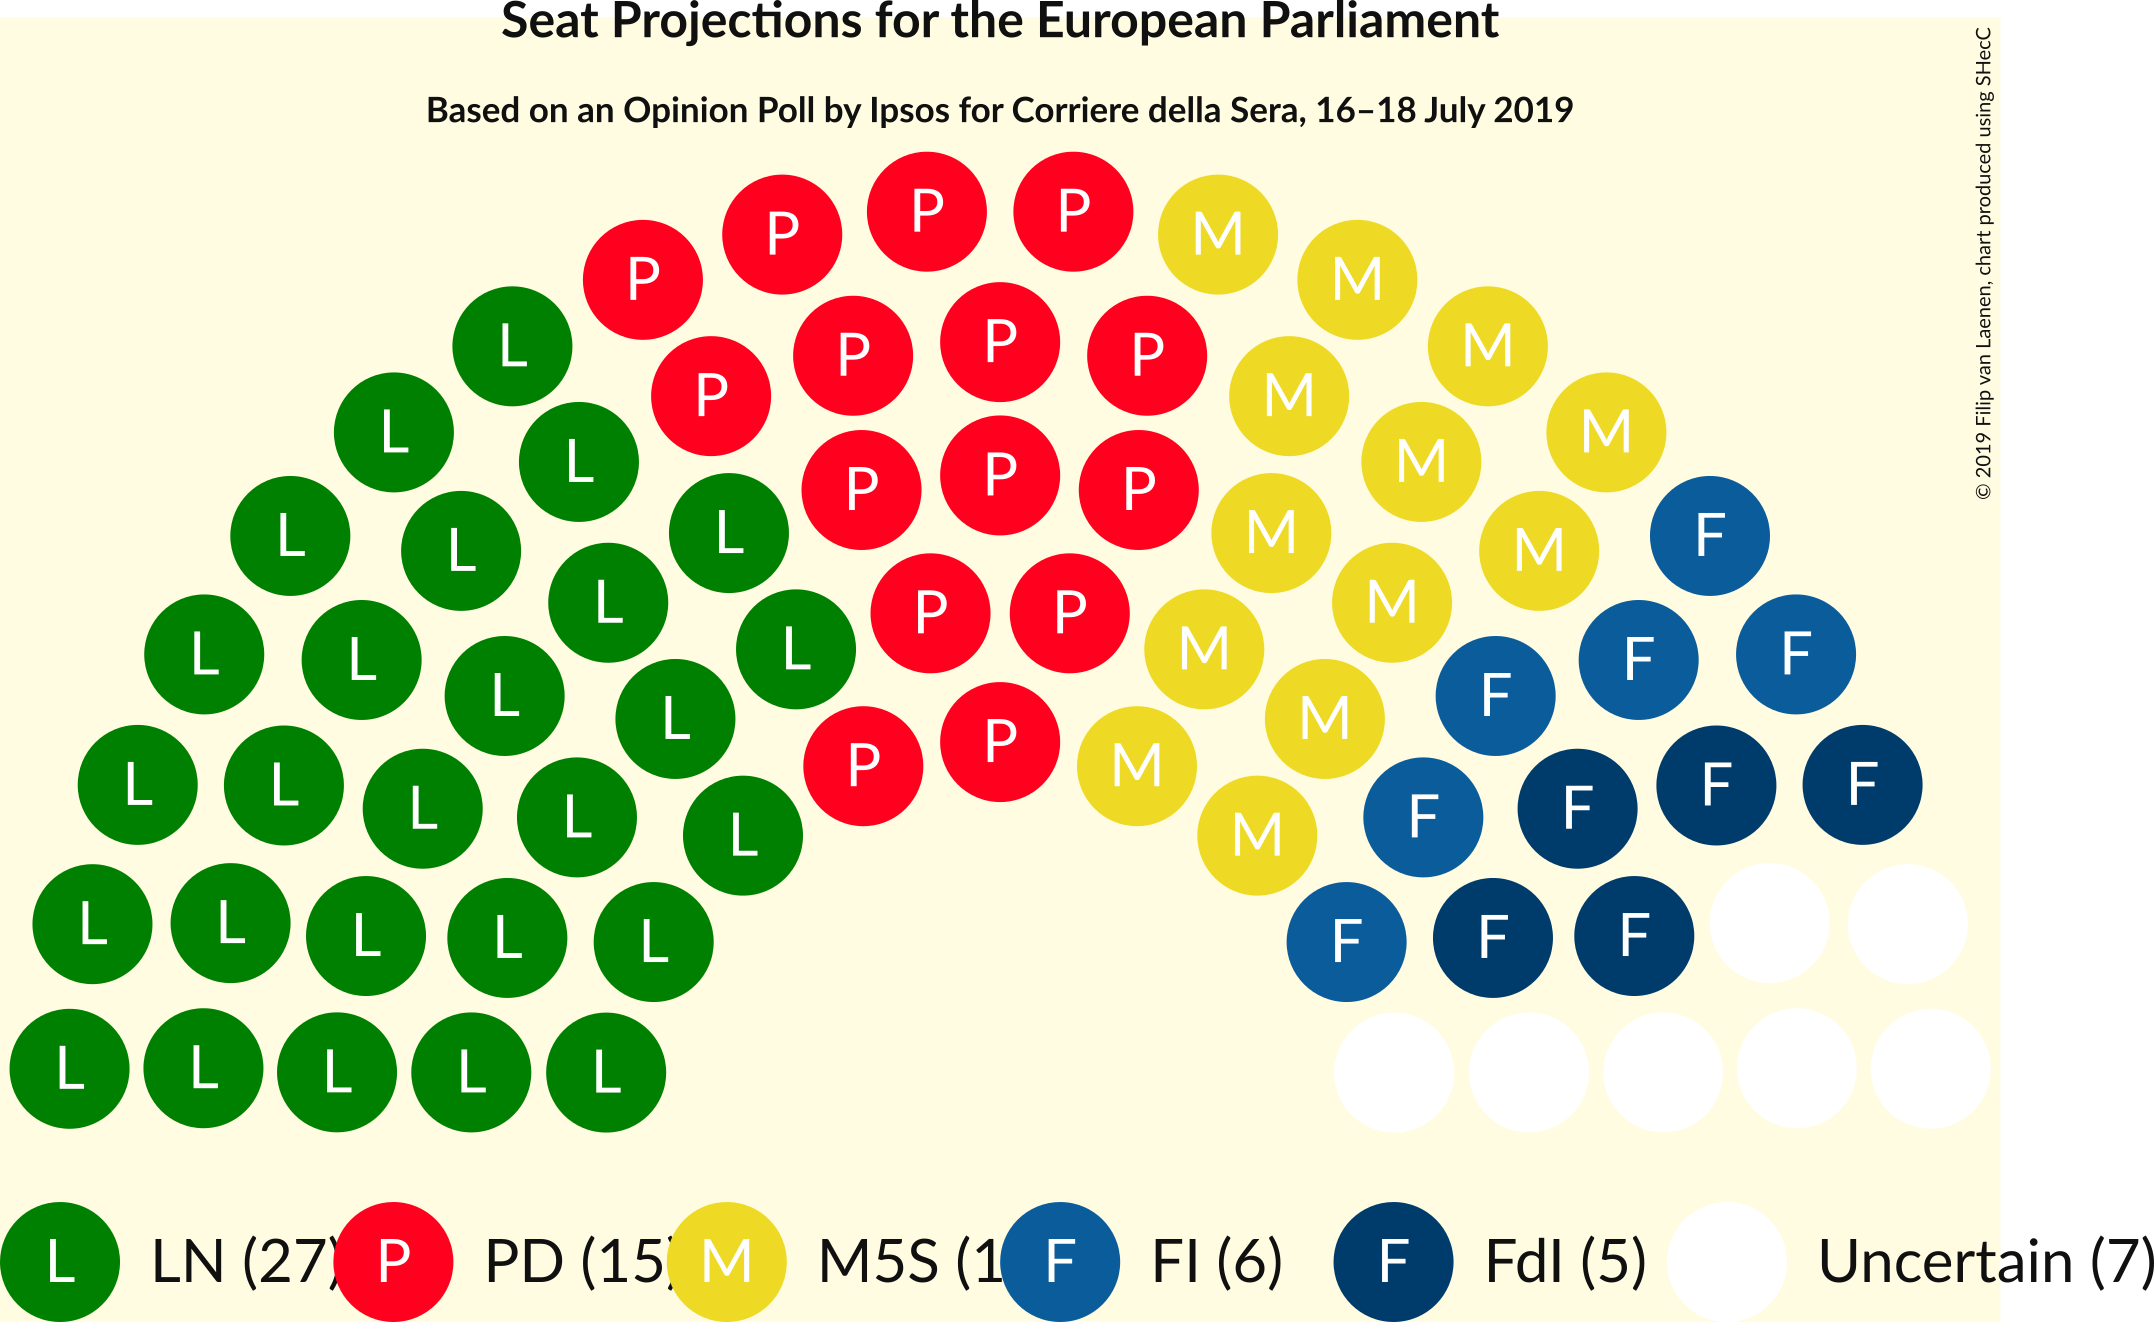 Seat Projections for the European Parliament
Based on an Opinion Poll by Ipsos for Corriere della Sera, 16–18 July 2019
© 2019 Filip van Laenen, chart produced using SHecC
P P
P M
P M
L P P P M
P M
L M
L P P P M
L L L M M F
L P P M
L L L M F F
L L M F
P P M
L L L L L M F F F F
L L L L L F F F
L L L L L
L LN (27) P PD (15) M M5S (1 F FI (6) F FdI (5) Uncertain (7)